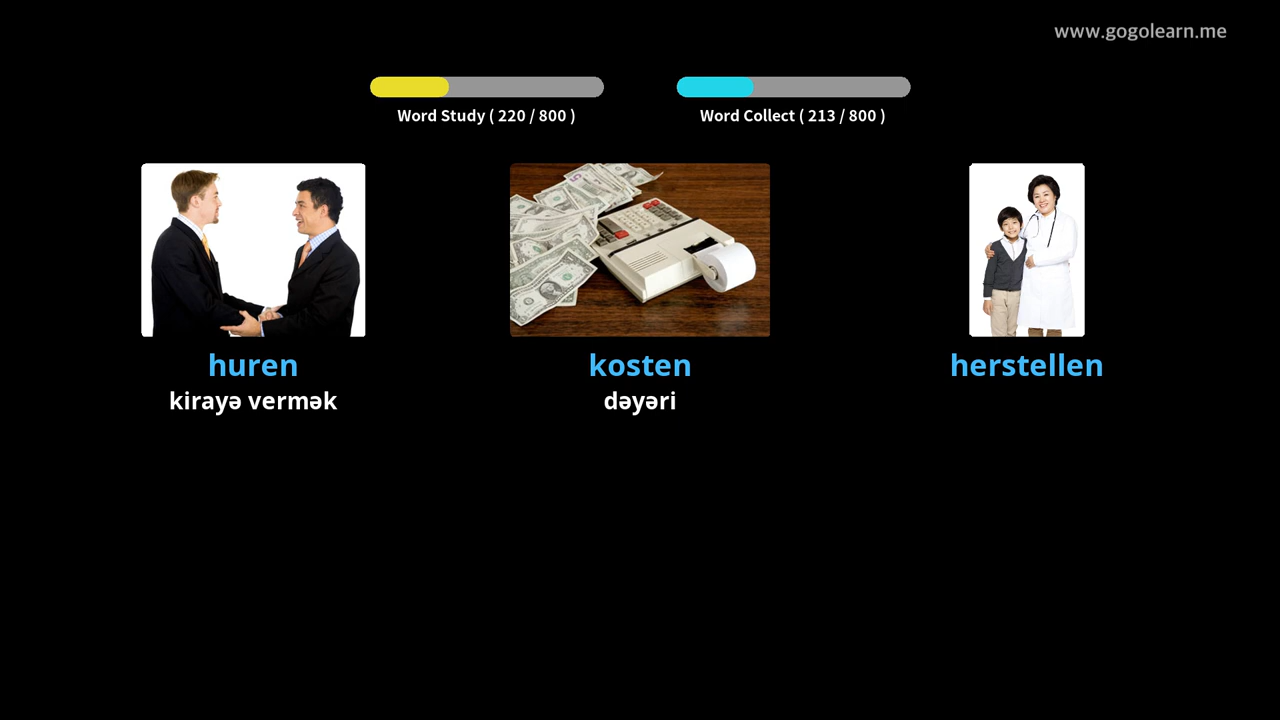 www.gogolearn.me
Word Study ( 220 / 800 )
Word Collect ( 213 / 800 )
huren
kosten
herstellen
kirayə vermək
dəyəri